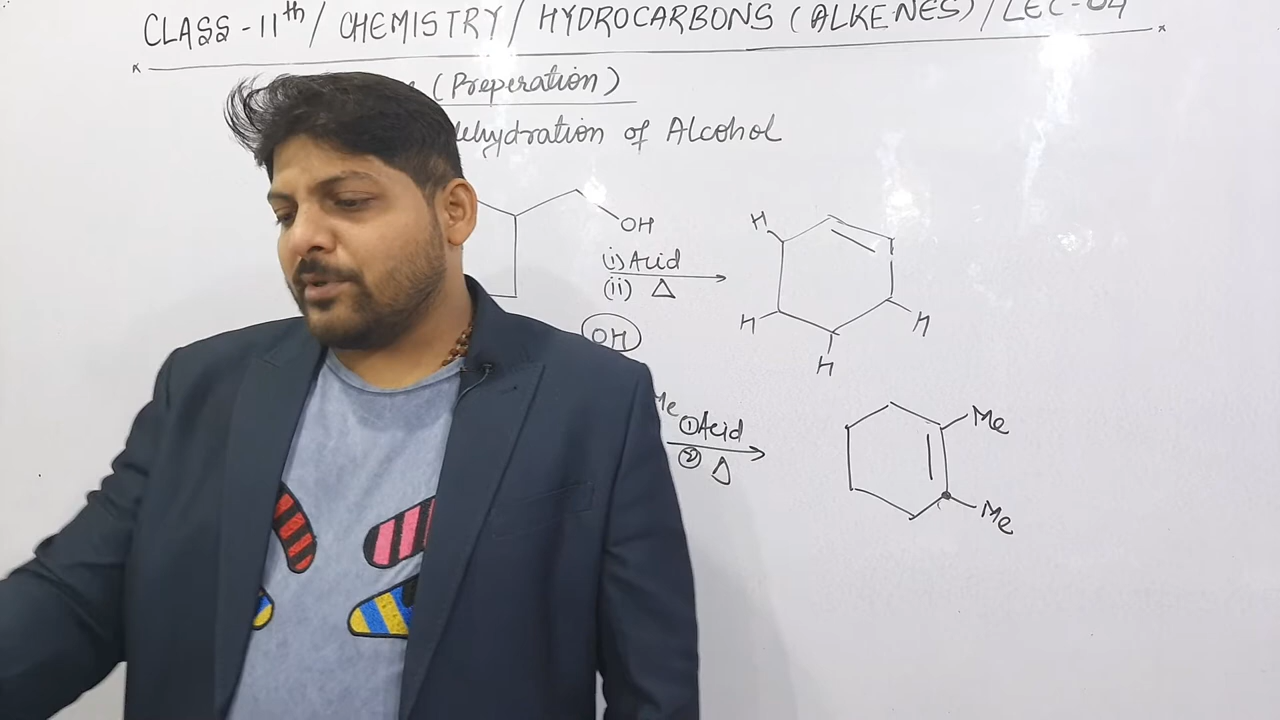 CLASS-11th/ CHEMISTRY/ HYDROCARBONS (ALKENES)/LEC-04
(Preperation)
dehydration of Alcohol
OH
(i) Acid
(ii) Δ
H
H
H
H
OH
Me
① Acid
② Δ
Me
Me